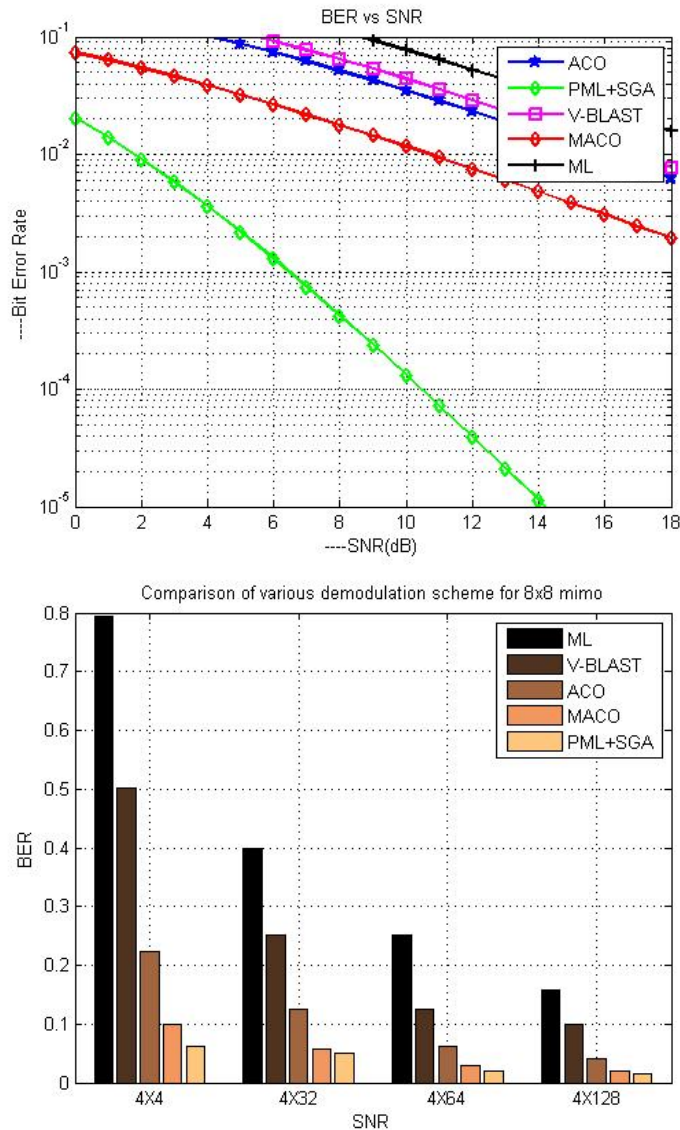 BER vs SNR
10^-1
10^-2
10^-3
10^-4
10^-5
----Bit Error Rate
ACO
PML+SGA
V-BLAST
MACO
ML
0 2 4 6 8 10 12 14 16 18
----SNR(dB)
Comparison of various demodulation scheme for 8x8 mimo
0.8
0.7
0.6
0.5
0.4
0.3
0.2
0.1
0
BER
ML
V-BLAST
ACO
MACO
PML+SGA
4X4 4X32 4X64 4X128
SNR